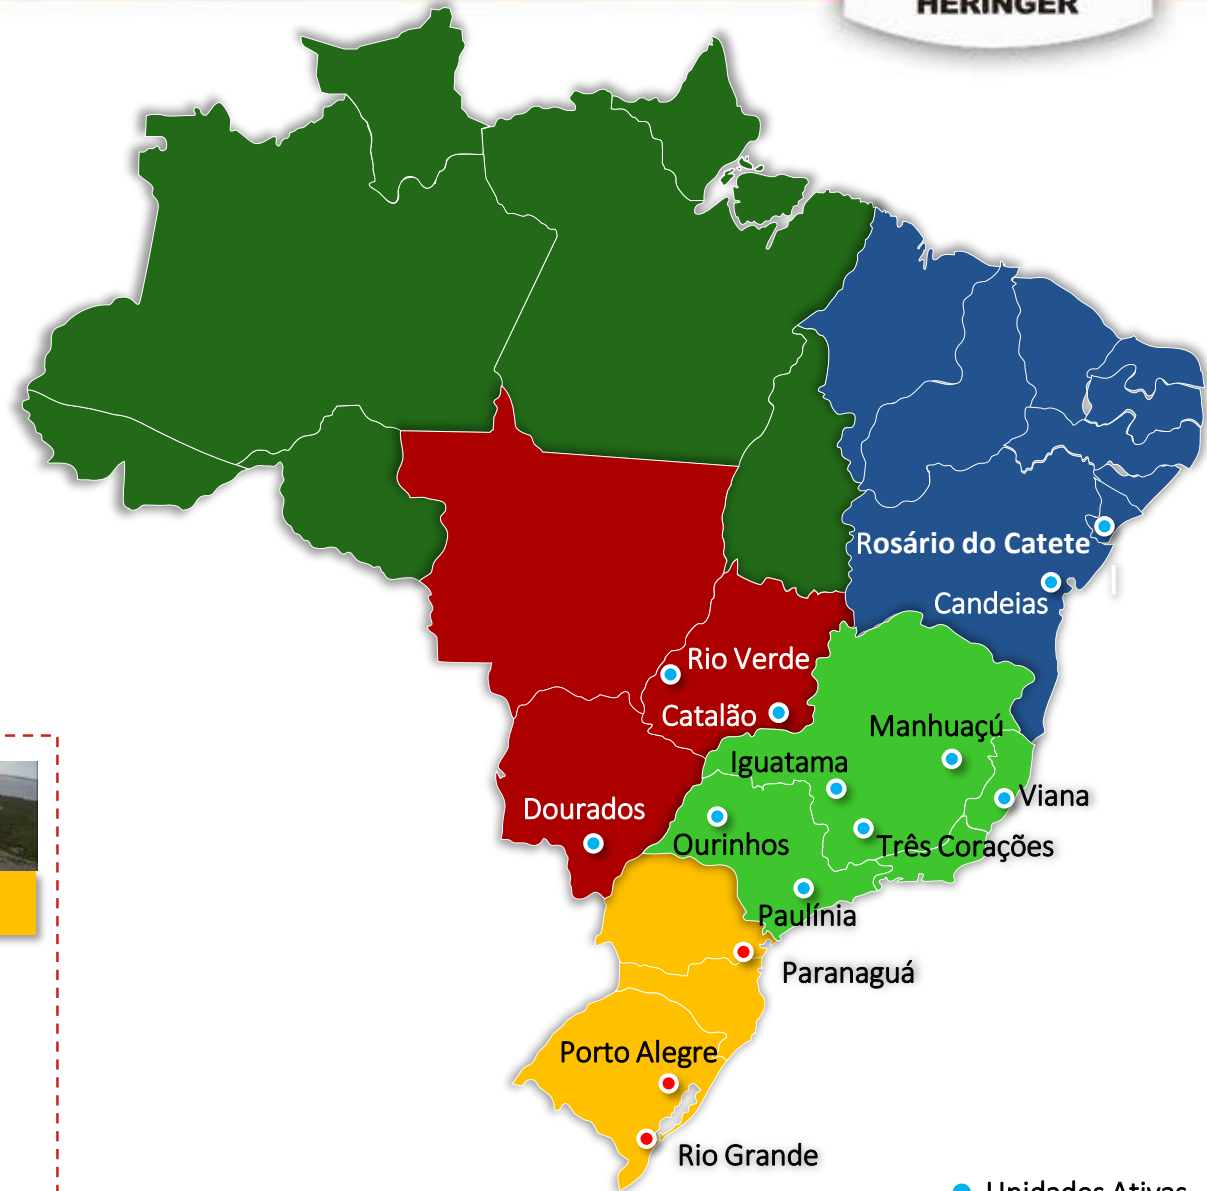 HERINGER
Rosário do Catete
Candeias
Rio Verde
Catalão
Manhuaçú
Iguatama
Viana
Dourados
Ourinhos
Três Corações
Paulínia
Paranaguá
Porto Alegre
Rio Grande
Unidades Ativas